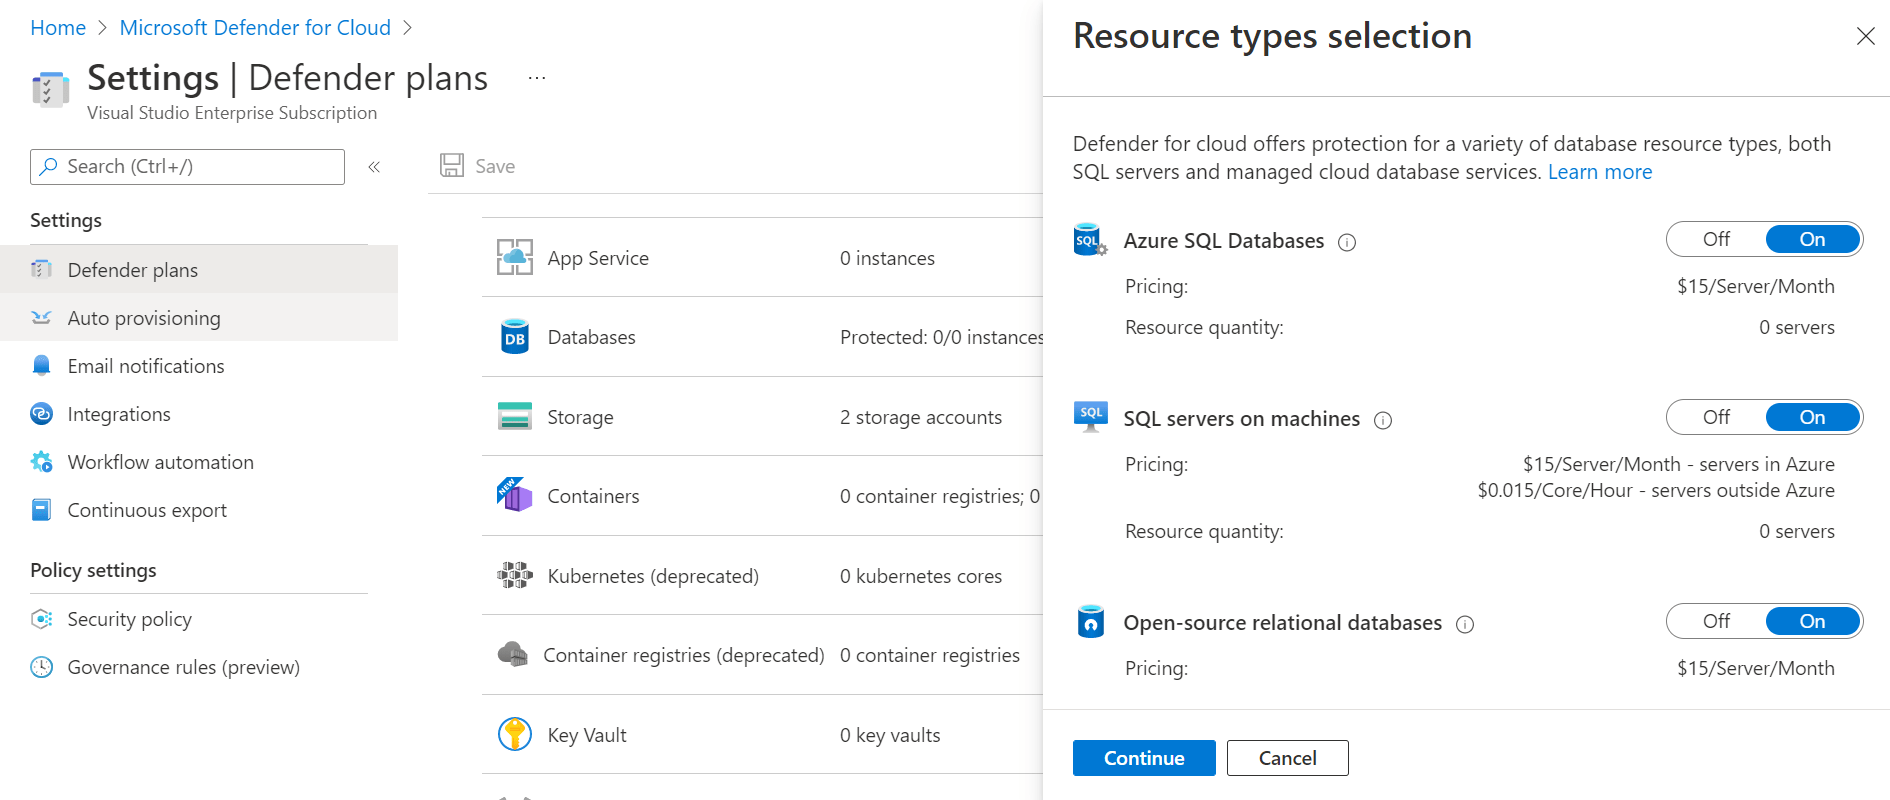 Home > Microsoft Defender for Cloud >
Settings | Defender plans ...
Visual Studio Enterprise Subscription
Search (Ctrl+/) «
Settings
Defender plans
Auto provisioning
Email notifications
Integrations
Workflow automation
Continuous export
Policy settings
Security policy
Governance rules (preview)
Save
App Service 0 instances
DB Databases Protected: 0/0 instances
Storage 2 storage accounts
NEW Containers 0 container registries; 0
Kubernetes (deprecated) 0 kubernetes cores
Container registries (deprecated) 0 container registries
Key Vault 0 key vaults
Resource types selection
Defender for cloud offers protection for a variety of database resource types, both
SQL servers and managed cloud database services. Learn more
SQL Azure SQL Databases Off On
Pricing: $15/Server/Month
Resource quantity: 0 servers
SQL SQL servers on machines Off On
Pricing: $15/Server/Month - servers in Azure
$0.015/Core/Hour - servers outside Azure
Resource quantity: 0 servers
Open-source relational databases Off On
Pricing: $15/Server/Month
Continue Cancel